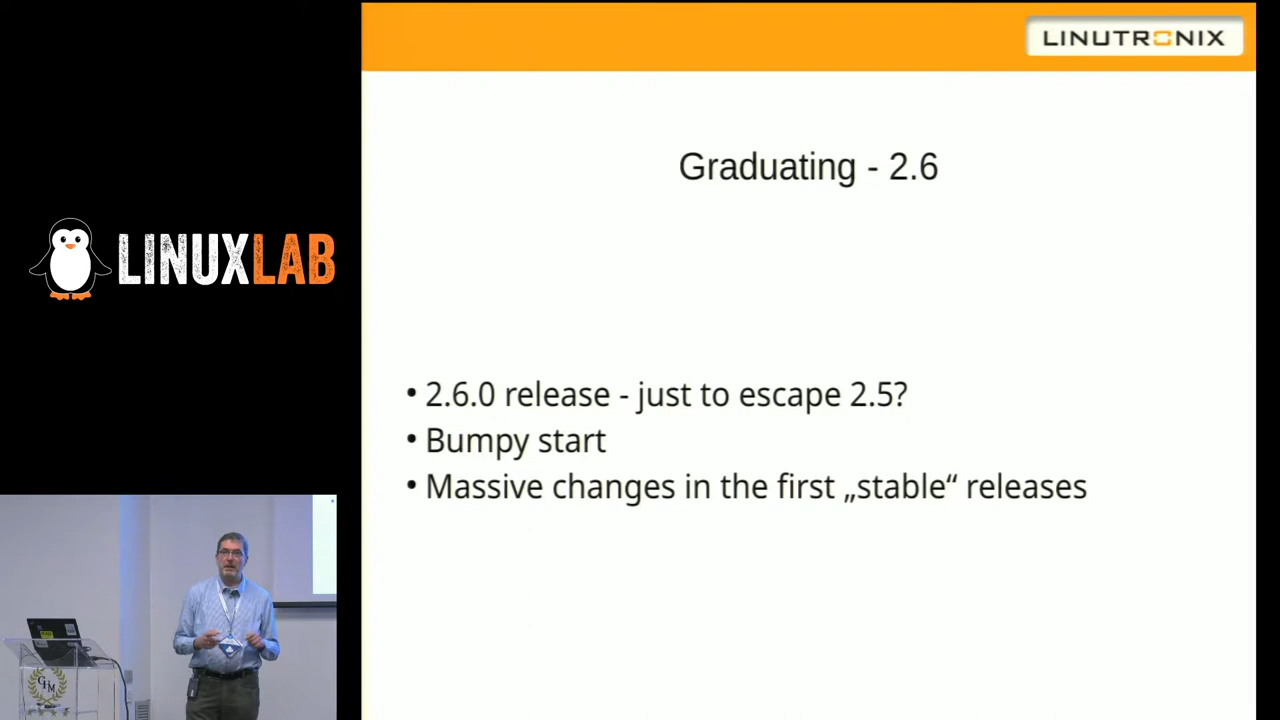 LINUTRONIX
Graduating - 2.6
LINUXLAB
• 2.6.0 release - just to escape 2.5?
• Bumpy start
• Massive changes in the first „stable“ releases
GHM